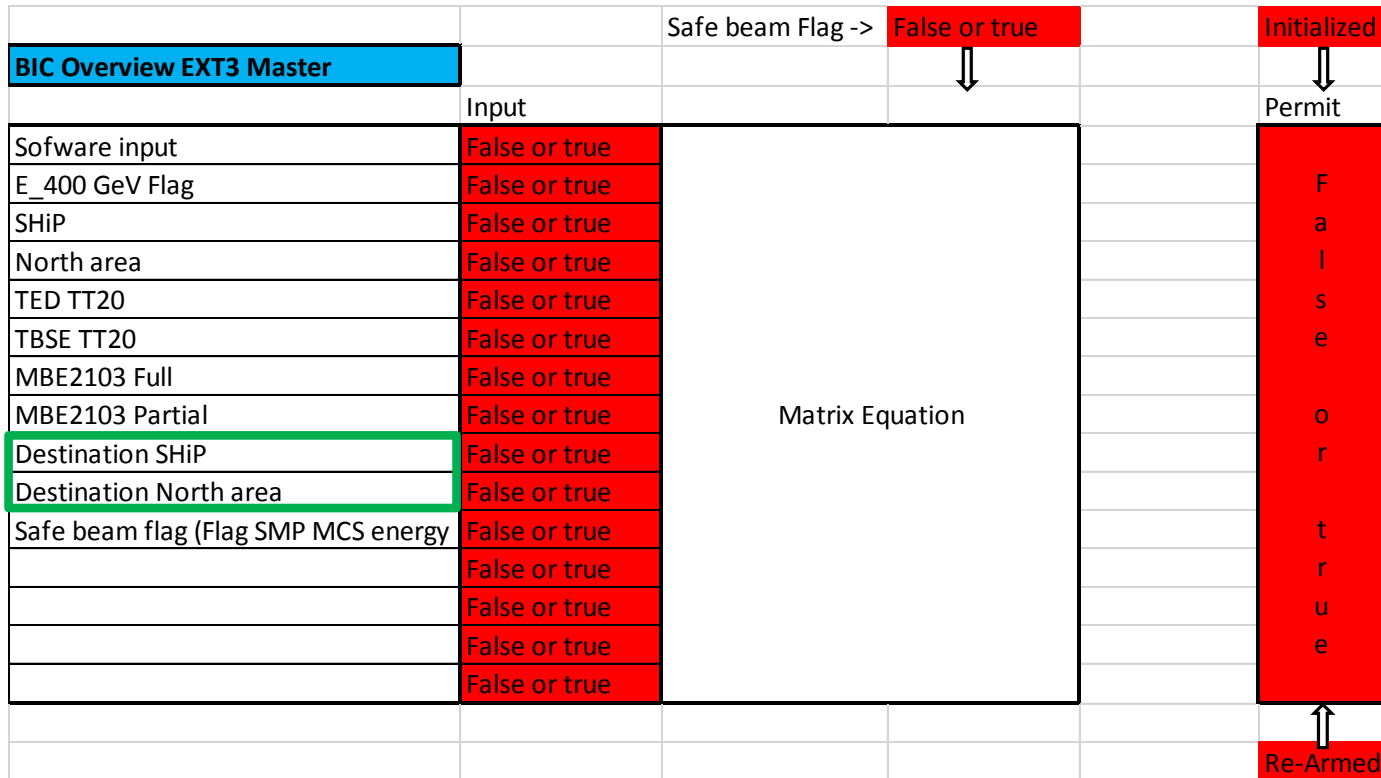 Safe beam Flag -> False or true Initialized
BIC Overview EXT3 Master
Input Permit
Sofware input False or true
E_400 GeV Flag False or true F
SHiP False or true a
North area False or true l
TED TT20 False or true s
TBSE TT20 False or true e
MBE2103 Full False or true
MBE2103 Partial False or true Matrix Equation o
Destination SHiP False or true r
Destination North area False or true
Safe beam flag (Flag SMP MCS energy False or true t
False or true r
False or true u
False or true e
False or true
Re-Armed